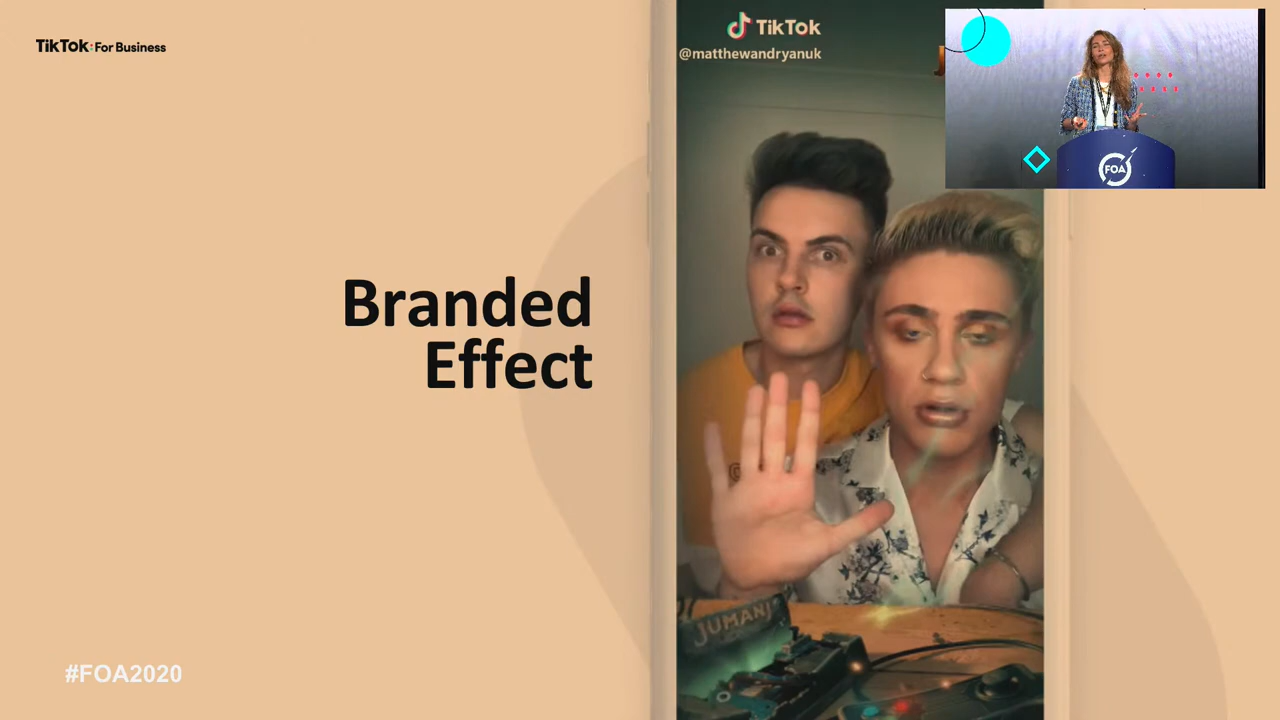 TikTok: For Business
TikTok
@matthewandryanuk
FOA
Branded
Effect
JUMANJI
#FOA2020